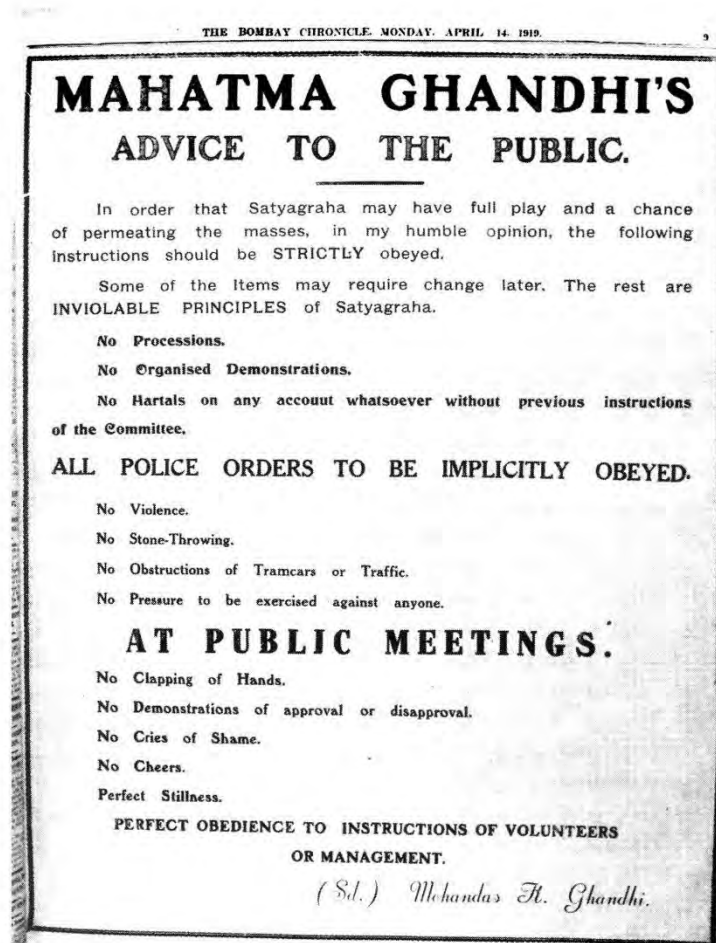 THE BOMBAY CHRONICLE. MONDAY. APRIL 14. 1919. 9
MAHATMA GHANDHI'S
ADVICE TO THE PUBLIC.
In order that Satyagraha may have full play and a chance
of permeating the masses, in my humble opinion, the following
instructions should be STRICTLY obeyed.
Some of the Items may require change later. The rest are
INVIOLABLE PRINCIPLES of Satyagraha.
No Processions.
No Organised Demonstrations.
No Hartals on any accouut whatsoever without previous instructions
of the Committee.
ALL POLICE ORDERS TO BE IMPLICITLY OBEYED.
No Violence.
No Stone-Throwing.
No Obstructions of Tramcars or Traffic.
No Pressure to be exercised against anyone.
AT PUBLIC MEETINGS.
No Clapping of Hands.
No Demonstrations of approval or disapproval.
No Cries of Shame.
No Cheers.
Perfect Stillness.
PERFECT OBEDIENCE TO INSTRUCTIONS OF VOLUNTEERS
OR MANAGEMENT.
(Sd.) Mohandas K. Ghandhi.